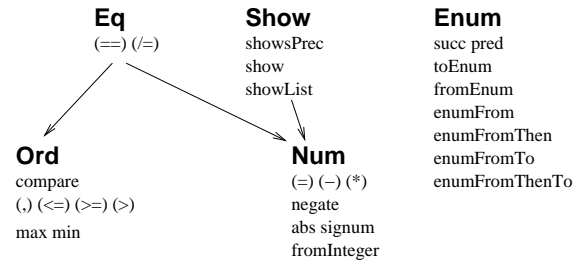 Eq
(==) (/=)
Show
showsPrec
show
showList
Enum
succ pred
toEnum
fromEnum
enumFrom
enumFromThen
enumFromTo
enumFromThenTo
Ord
compare
(,) (<=) (>=) (>)
max min
Num
(=) (−) (*)
negate
abs signum
fromInteger